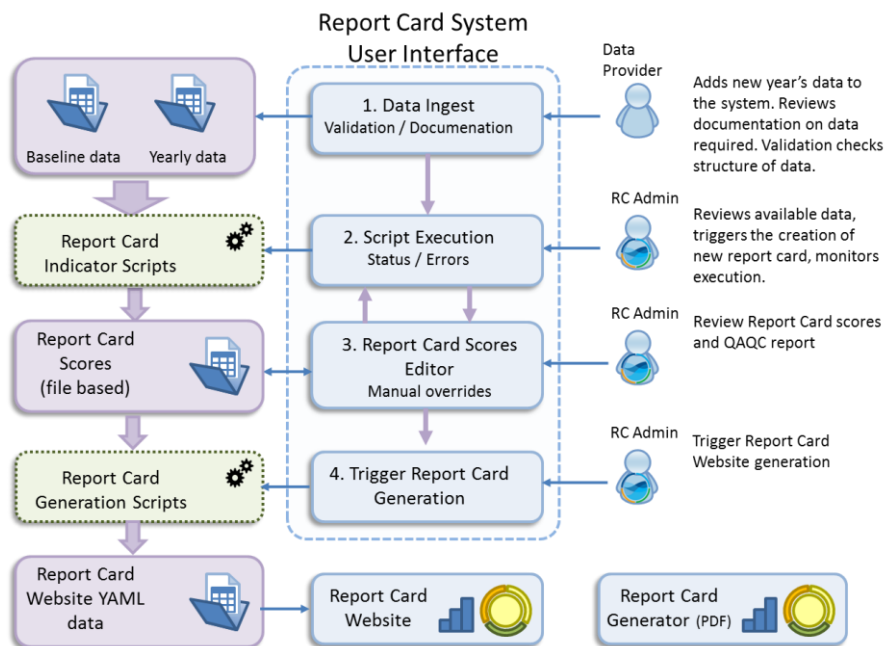 Report Card System
User Interface
Data
Provider
Adds new year's data to
the system. Reviews
documentation on data
required. Validation checks
structure of data.
1. Data Ingest
Validation / Documenation
Baseline data
Yearly data
RC Admin
Reviews available data,
triggers the creation of
new report card, monitors
execution.
2. Script Execution
Status / Errors
Report Card
Indicator Scripts
RC Admin
Review Report Card scores
and QAQC report
3. Report Card Scores
Editor
Manual overrides
Report Card
Scores
(file based)
RC Admin
Trigger Report Card
Website generation
4. Trigger Report Card
Generation
Report Card
Generation Scripts
Report Card
Website YAML
data
Report Card
Website
Report Card
Generator (PDF)